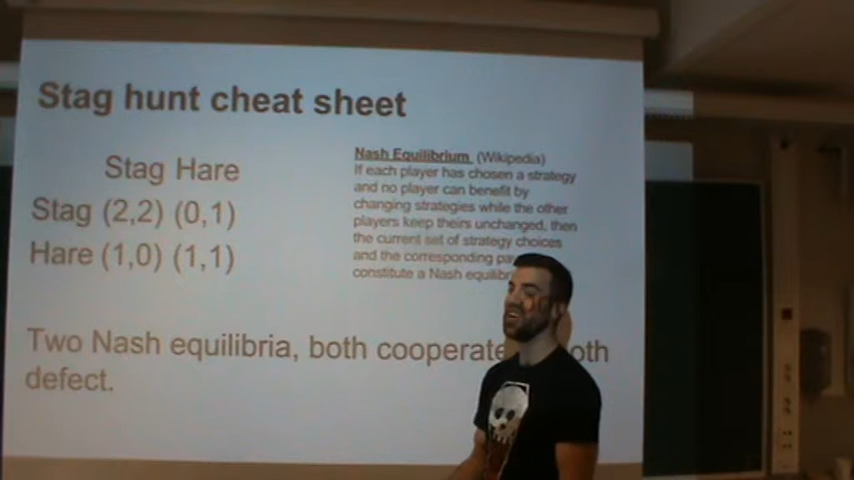 Stag hunt cheat sheet
Stag Hare
Stag (2,2) (0,1)
Hare (1,0) (1,1)
Nash Equilibrium (Wikipedia)
If each player has chosen a strategy
and no player can benefit by
changing strategies while the other
players keep theirs unchanged, then
the current set of strategy choices
and the corresponding
constitute a Nash
Two Nash equilibria, both cooperate
defect.